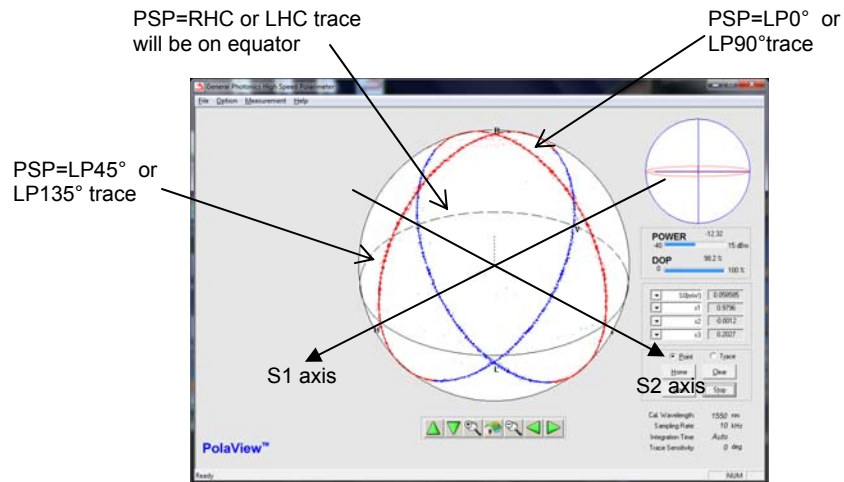 PSP=RHC or LHC trace
will be on equator
PSP=LP0° or
LP90°trace
PSP=LP45° or
LP135° trace
General Photonics High Speed Polarimeter
File Option Measurement Help
R
V
H
L
POWER -12.32
-40 15 dBm
DOP 98.2 %
0 100 %
S0(mW) 0.058585
s1 0.9796
s2 -0.0012
s3 0.2027
Point Trace
Home Clear
Stop
S1 axis
S2 axis
Cal. Wavelength: 1550 nm
Sampling Rate: 10 kHz
Integration Time: Auto
Trace Sensitivity: 0 deg
PolaView™
Ready
NUM